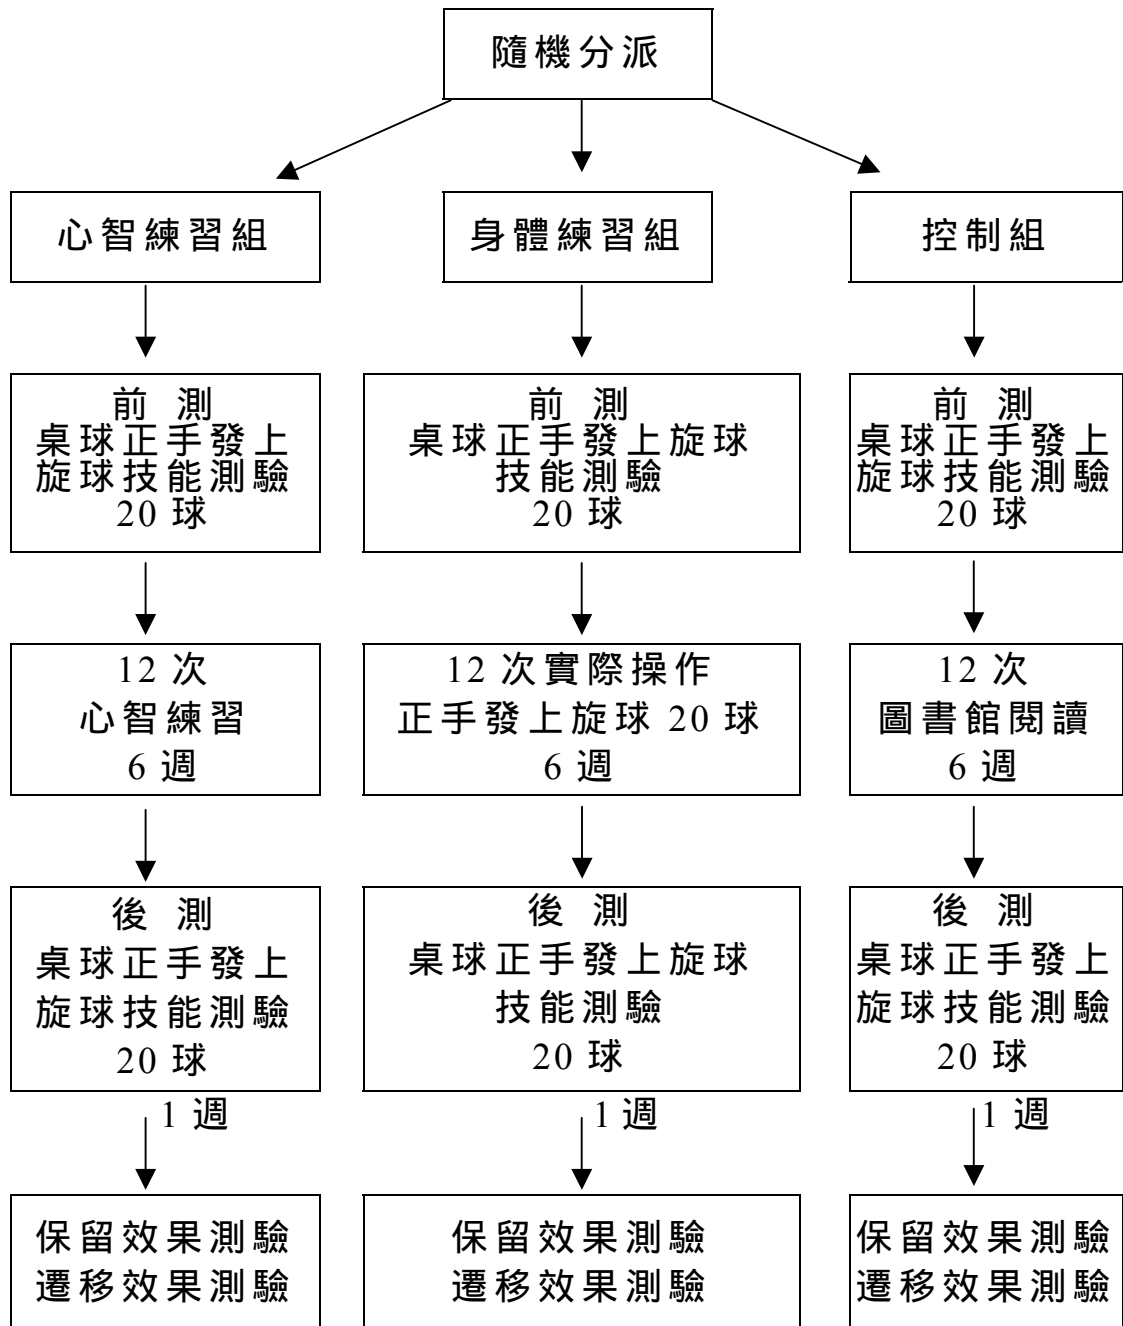 隨機分派
心智練習組
身體練習組
控制組
前 測
桌球正手發上
旋球技能測驗
20 球
前 測
桌球正手發上旋球
技能測驗
20 球
前 測
桌球正手發上
旋球技能測驗
20 球
12 次
心智練習
6 週
12 次實際操作
正手發上旋球 20 球
6 週
12 次
圖書館閱讀
6 週
後 測
桌球正手發上
旋球技能測驗
20 球
後 測
桌球正手發上旋球
技能測驗
20 球
後 測
桌球正手發上
旋球技能測驗
20 球
1 週
1 週
1 週
保留效果測驗
遷移效果測驗
保留效果測驗
遷移效果測驗
保留效果測驗
遷移效果測驗